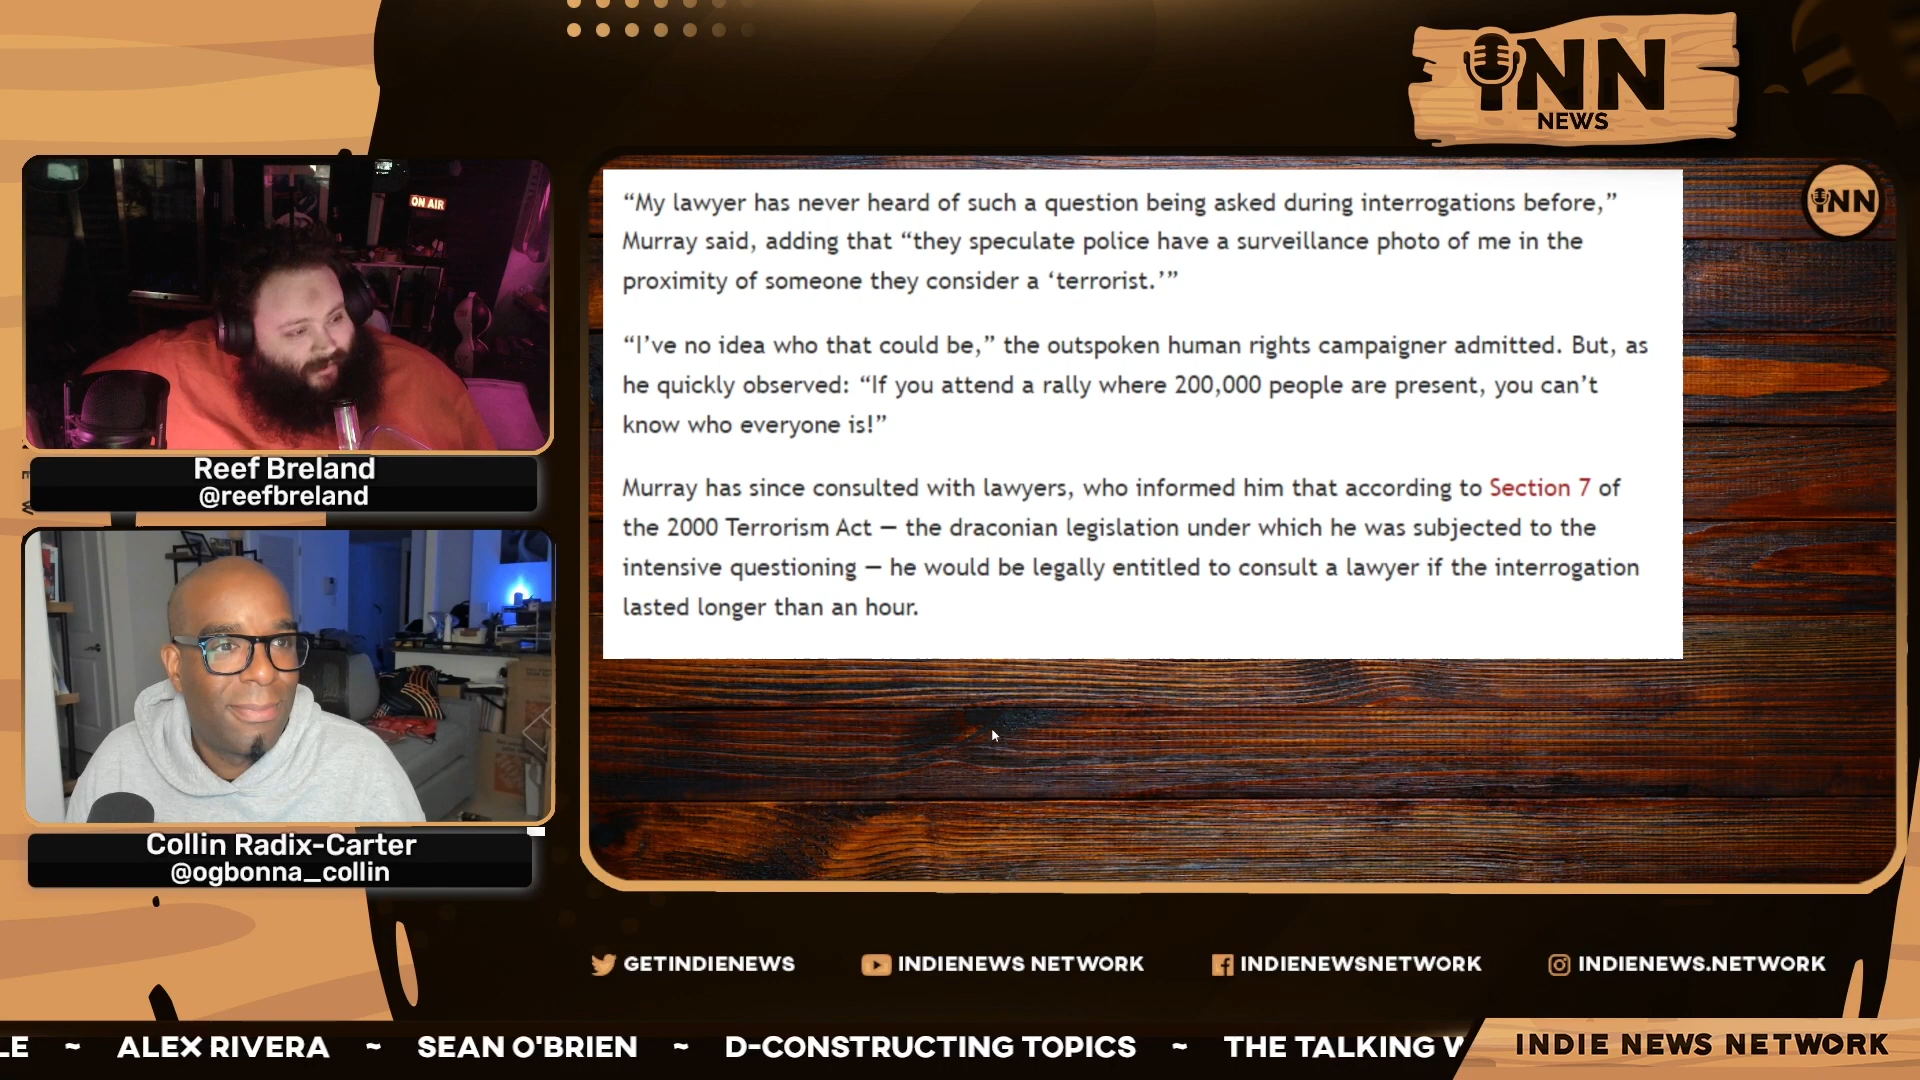 INN
NEWS
ON AIR
INN
“My lawyer has never heard of such a question being asked during interrogations before,”
Murray said, adding that “they speculate police have a surveillance photo of me in the
proximity of someone they consider a ‘terrorist.’”
“I’ve no idea who that could be,” the outspoken human rights campaigner admitted. But, as
he quickly observed: “If you attend a rally where 200,000 people are present, you can’t
know who everyone is!”
Murray has since consulted with lawyers, who informed him that according to Section 7 of
the 2000 Terrorism Act — the draconian legislation under which he was subjected to the
intensive questioning — he would be legally entitled to consult a lawyer if the interrogation
lasted longer than an hour.
Reef Breland
@reefbreland
Collin Radix-Carter
@ogbonna_collin
GETINDIENEWS
INDIENEWS NETWORK
INDIENEWSNETWORK
INDIENEWS.NETWORK
LE ~ ALEX RIVERA ~ SEAN O'BRIEN ~ D-CONSTRUCTING TOPICS ~ THE TALKING
INDIE NEWS NETWORK